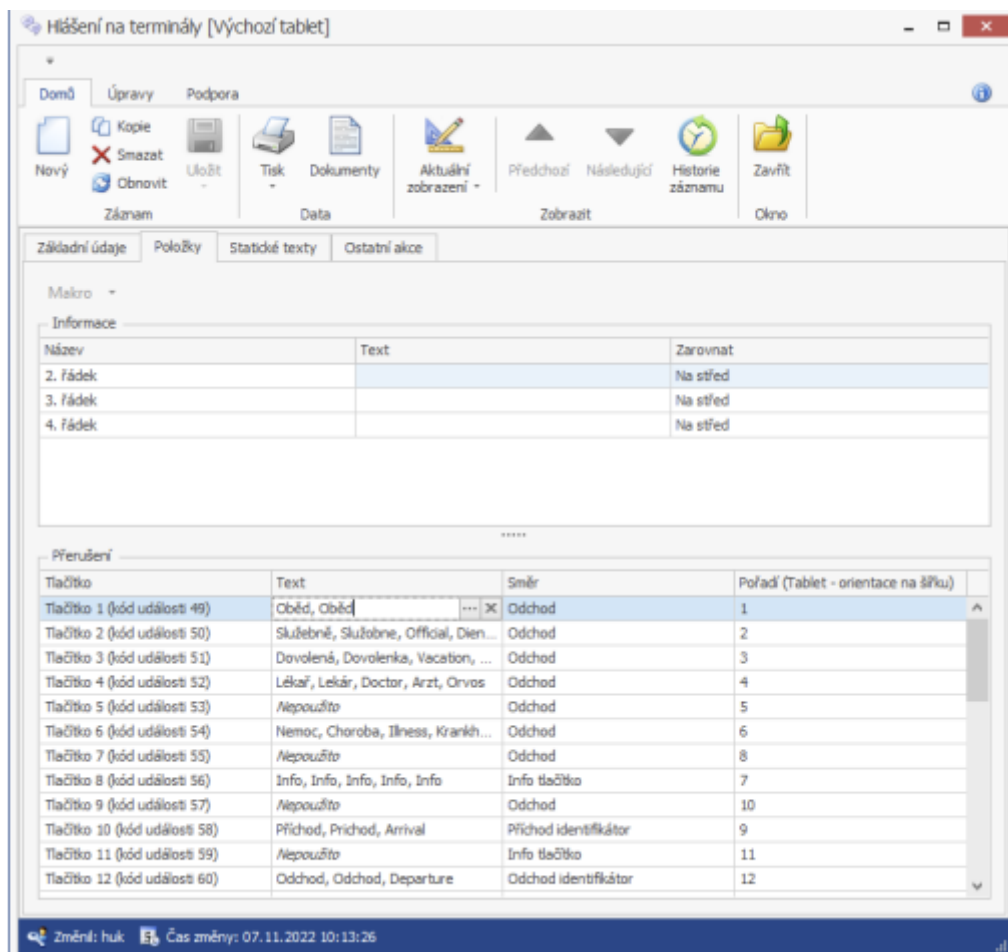 Hlášení na terminály [Výchozí tablet]
Domů Úpravy Podpora
Nový
Kopie
Smazat
Obnovit
Uložit
Tisk
Dokumenty
Aktuální zobrazení
Předchozí
Následující
Historie záznamu
Zavřít
Záznam Data Zobrazit Okno
Základní údaje Položky Statické texty Ostatní akce
Makro
Informace
Název Text Zarovnat
2. řádek Na střed
3. řádek Na střed
4. řádek Na střed
Přerušení
Tlačítko Text Směr Pořadí (Tablet - orientace na šířku)
Tlačítko 1 (kód události 49) Oběd, Oběd ... Odchod 1
Tlačítko 2 (kód události 50) Služebně, Služobne, Official, Dien... Odchod 2
Tlačítko 3 (kód události 51) Dovolená, Dovolenka, Vacation, ... Odchod 3
Tlačítko 4 (kód události 52) Lékař, Lekár, Doctor, Arzt, Orvos Odchod 4
Tlačítko 5 (kód události 53) Nepoužito Odchod 5
Tlačítko 6 (kód události 54) Nemoc, Choroba, Illness, Krankh... Odchod 6
Tlačítko 7 (kód události 55) Nepoužito Odchod 8
Tlačítko 8 (kód události 56) Info, Info, Info, Info, Info Info tlačítko 7
Tlačítko 9 (kód události 57) Nepoužito Odchod 10
Tlačítko 10 (kód události 58) Příchod, Prichod, Arrival Příchod identifikátor 9
Tlačítko 11 (kód události 59) Nepoužito Info tlačítko 11
Tlačítko 12 (kód události 60) Odchod, Odchod, Departure Odchod identifikátor 12
Změnil: huk Čas změny: 07.11.2022 10:13:26